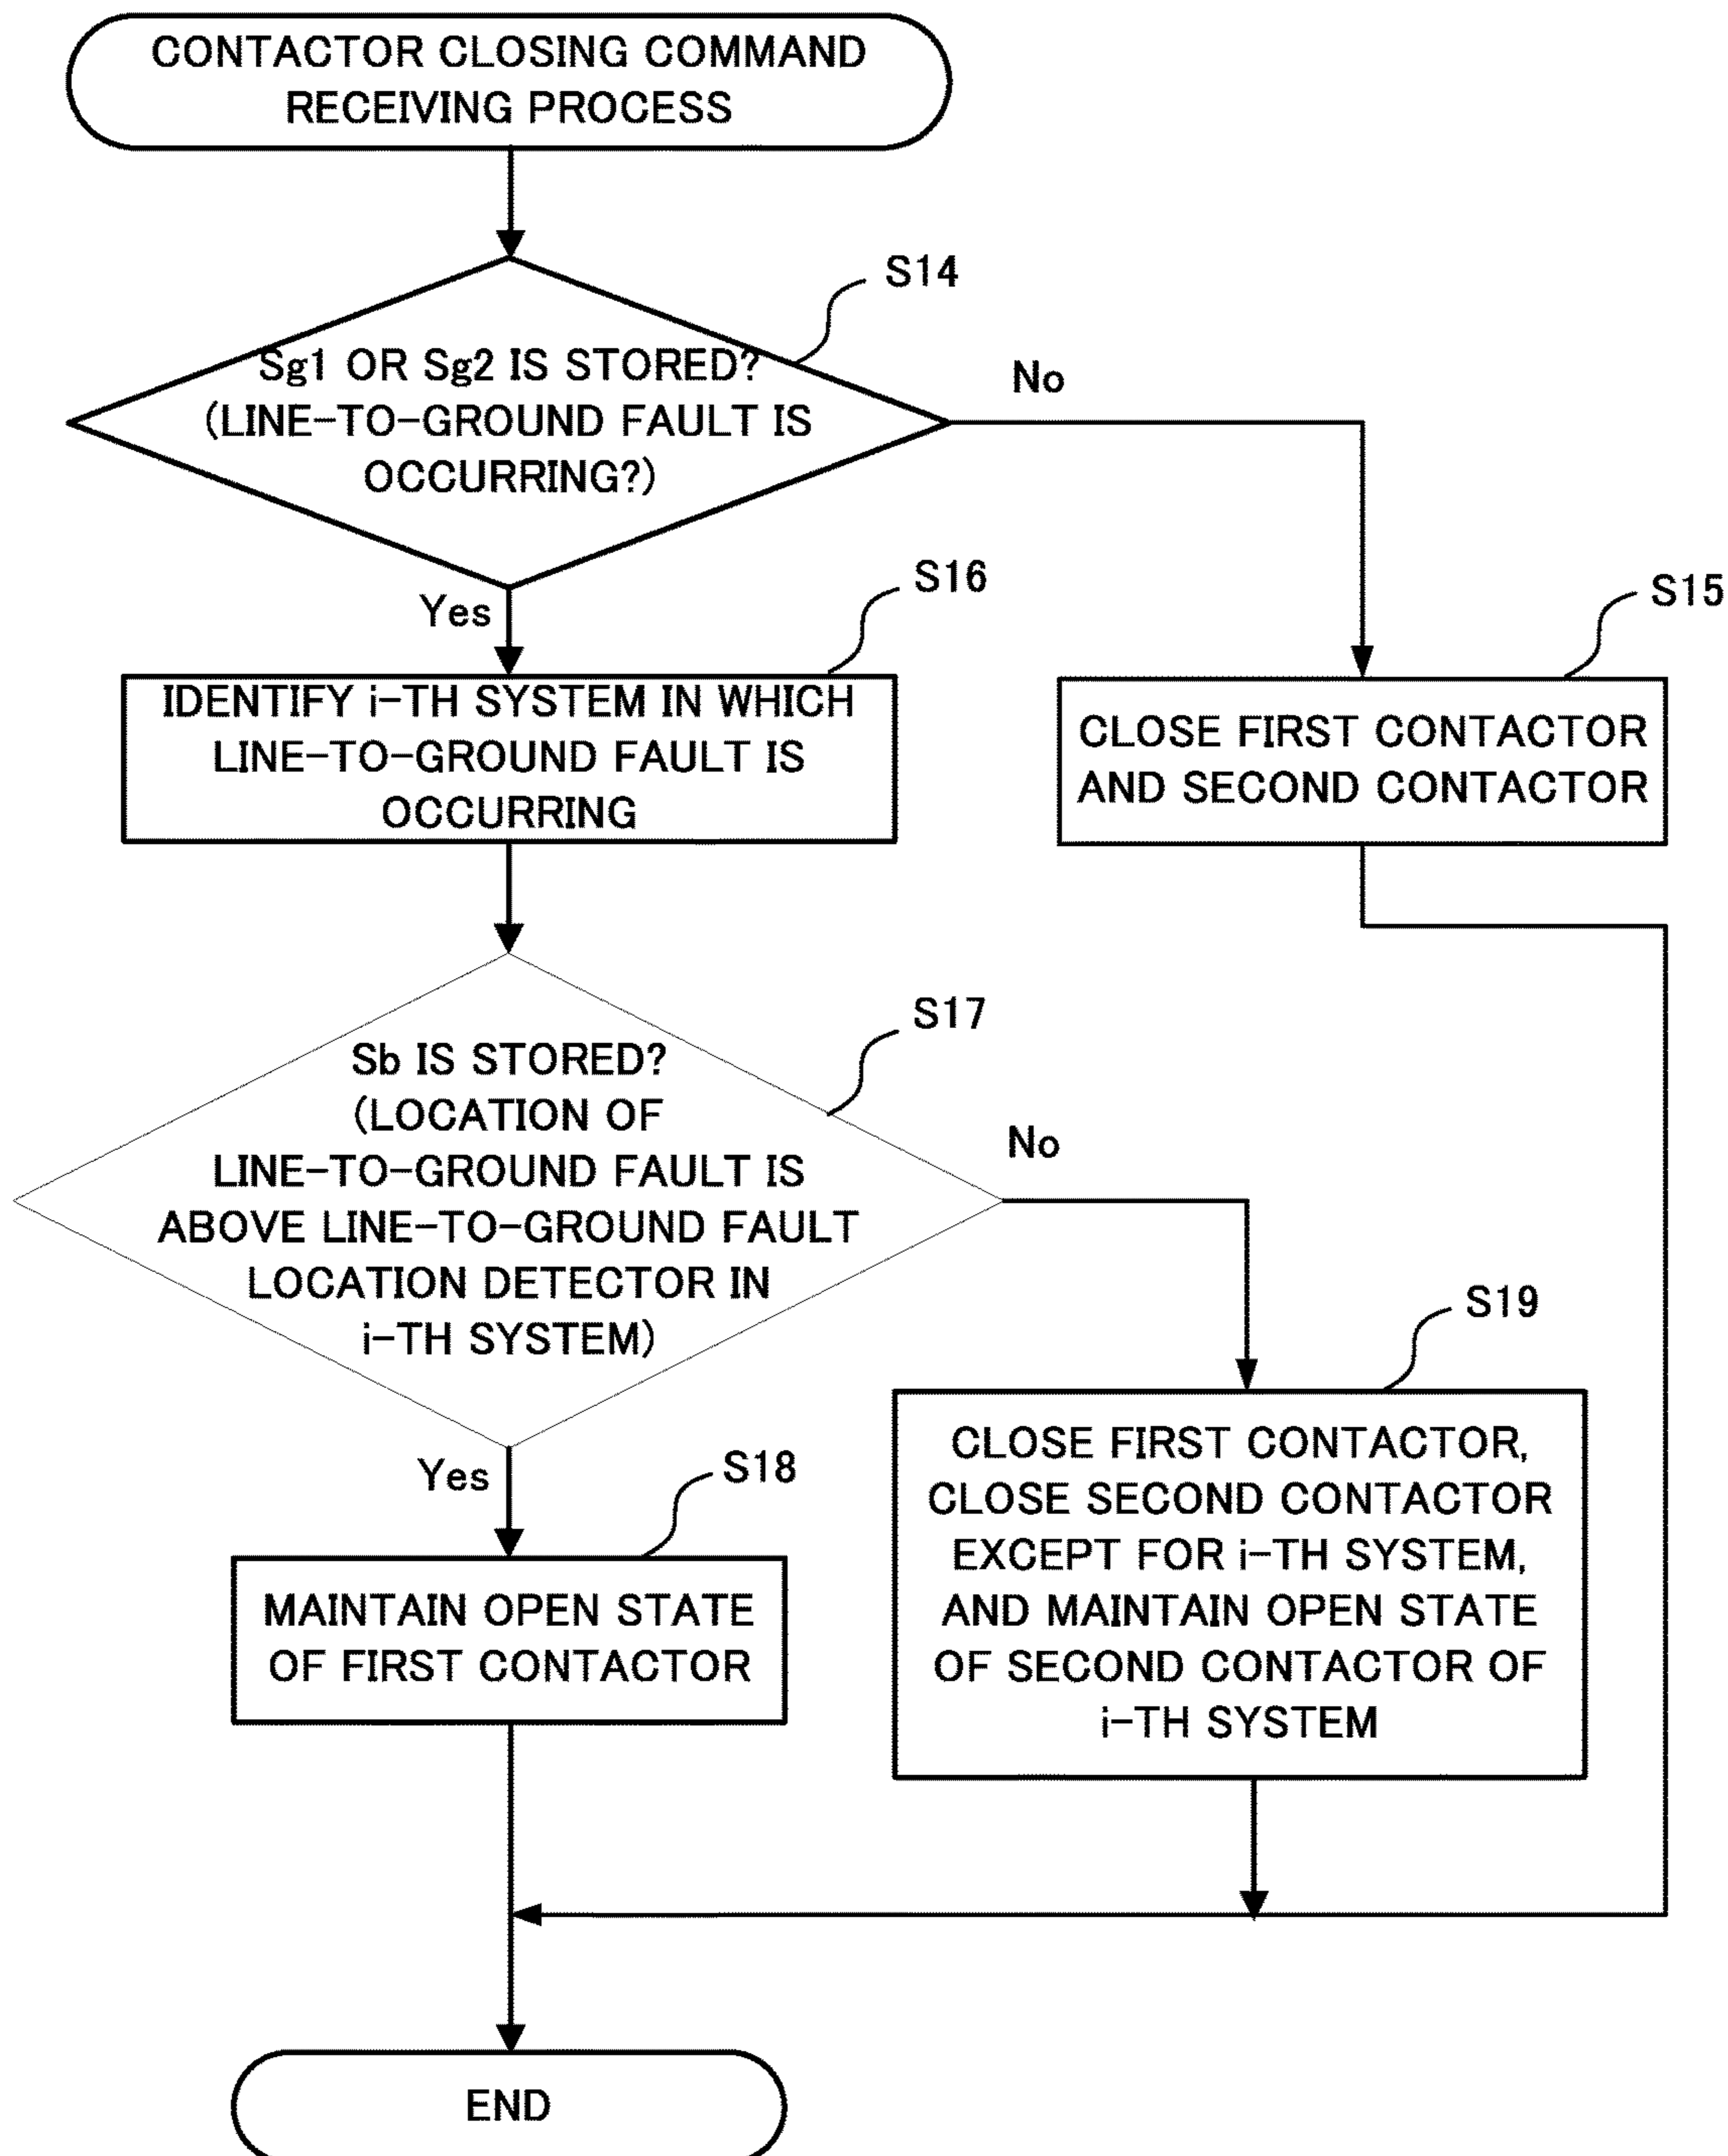 CONTACTOR CLOSING COMMAND
RECEIVING PROCESS
S14
Sg1 OR Sg2 IS STORED?
(LINE-TO-GROUND FAULT IS
OCCURRING?)
No
Yes
S16
S15
IDENTIFY i-TH SYSTEM IN WHICH
LINE-TO-GROUND FAULT IS
OCCURRING
CLOSE FIRST CONTACTOR
AND SECOND CONTACTOR
S17
Sb IS STORED?
(LOCATION OF
LINE-TO-GROUND FAULT IS
ABOVE LINE-TO-GROUND FAULT
LOCATION DETECTOR IN
i-TH SYSTEM)
No
Yes
S18
S19
MAINTAIN OPEN STATE
OF FIRST CONTACTOR
CLOSE FIRST CONTACTOR,
CLOSE SECOND CONTACTOR
EXCEPT FOR i-TH SYSTEM,
AND MAINTAIN OPEN STATE
OF SECOND CONTACTOR OF
i-TH SYSTEM
END